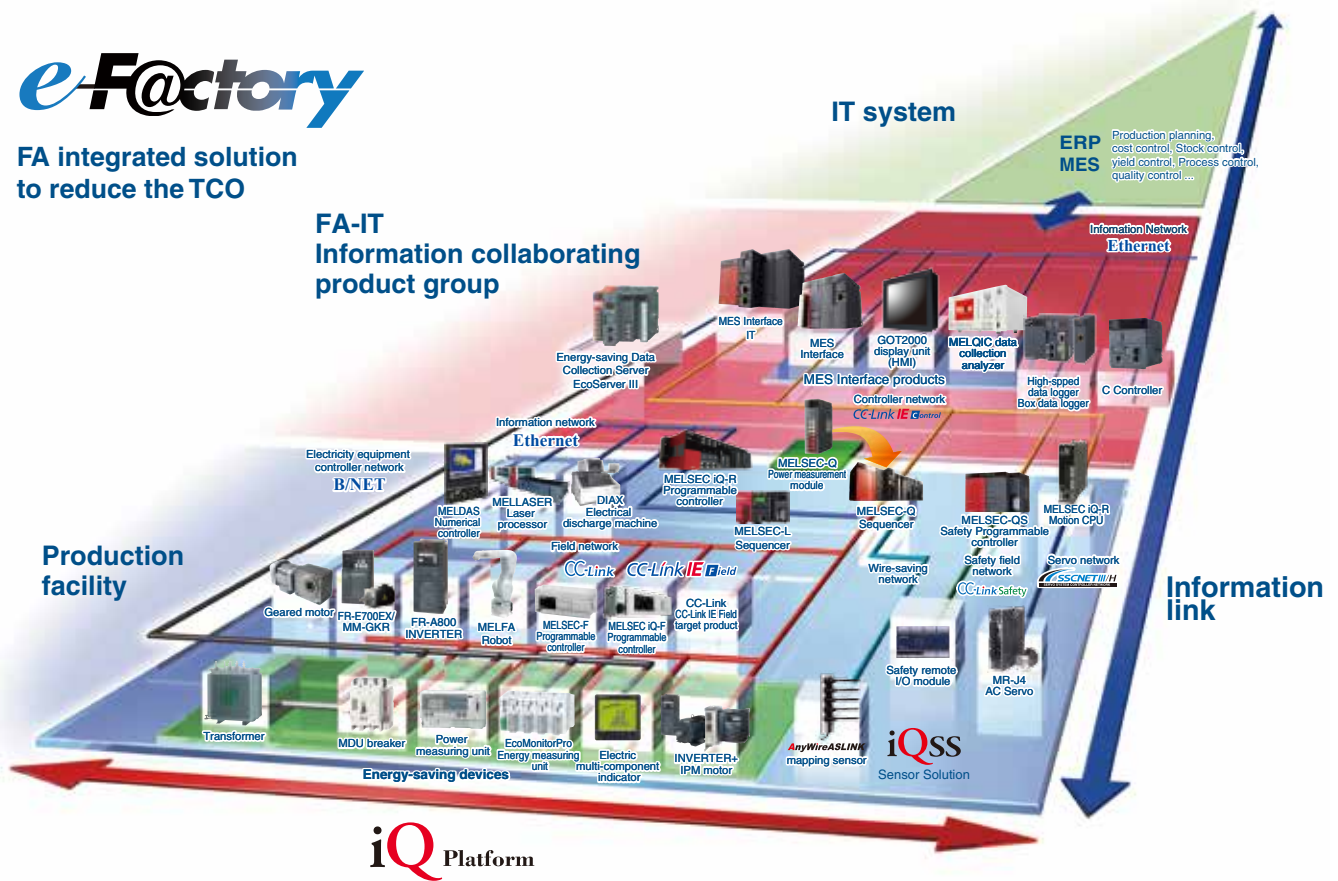 e-F@ctory
FA integrated solution
to reduce the TCO
IT system
ERP
MES
Production planning,
cost control, Stock control,
yield control, Process control,
quality control ...
FA-IT
Information collaborating
product group
Infomation Network
Ethernet
MES Interface
IT
MES
Interface
GOT2000
display unit
(HMI)
MELQIC data
collection
analyzer
High-spped
data logger
Box data logger
C Controller
MES Interface products
Energy-saving Data
Collection Server
EcoServer III
Controller network
CC-Link IE Control
Information network
Ethernet
Electricity equipment
controller network
B/NET
MELDAS
Numerical
controller
MELLASER
Laser
processor
DIAX
Electrical
discharge machine
MELSEC iQ-R
Programmable
controller
MELSEC-Q
Power measurement
module
MELSEC-L
Sequencer
MELSEC-Q
Sequencer
MELSEC-QS
Safety Programmable
controller
MELSEC iQ-R
Motion CPU
Production
facility
Field network
CC-Link
CC-Link IE Field
Wire-saving
network
Safety field
network
CC-Link Safety
Servo network
SSCNETIII/H
SERVO SYSTEM CONTROLLER NETWORK
Information
link
Geared motor
FR-E700EX/
MM-GKR
FR-A800
INVERTER
MELFA
Robot
MELSEC-F
Programmable
controller
MELSEC iQ-F
Programmable
controller
CC-Link
CC-Link IE Field
target product
Safety remote
I/O module
MR-J4
AC Servo
Transformer
MDU breaker
Power
measuring unit
EcoMonitorPro
Energy measuring
unit
Electric
multi-component
indicator
INVERTER+
IPM motor
AnyWireASLINK
mapping sensor
iQSS
Sensor Solution
Energy-saving devices
iQ Platform